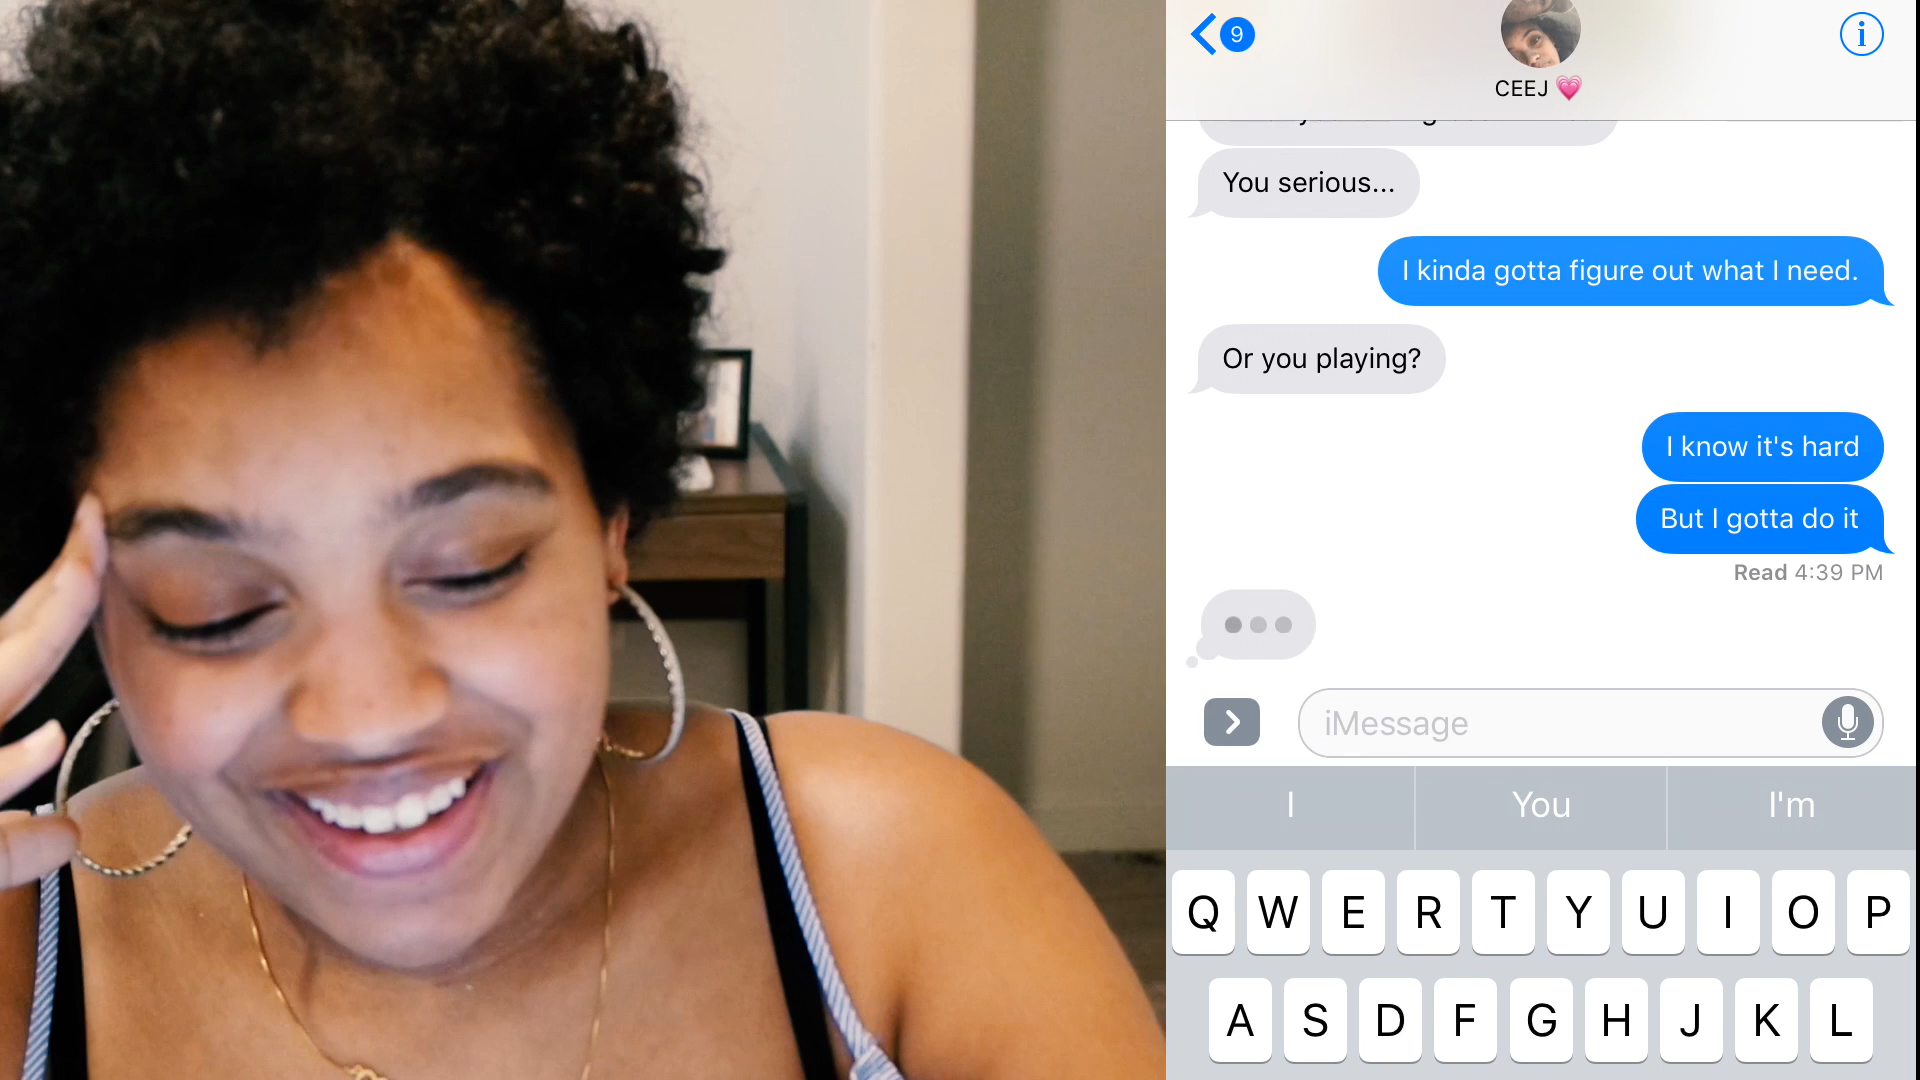 9
CEEJ 💗
You serious...
I kinda gotta figure out what I need.
Or you playing?
I know it's hard
But I gotta do it
Read 4:39 PM
iMessage
I You I'm
Q W E R T Y U I O P
A S D F G H J K L